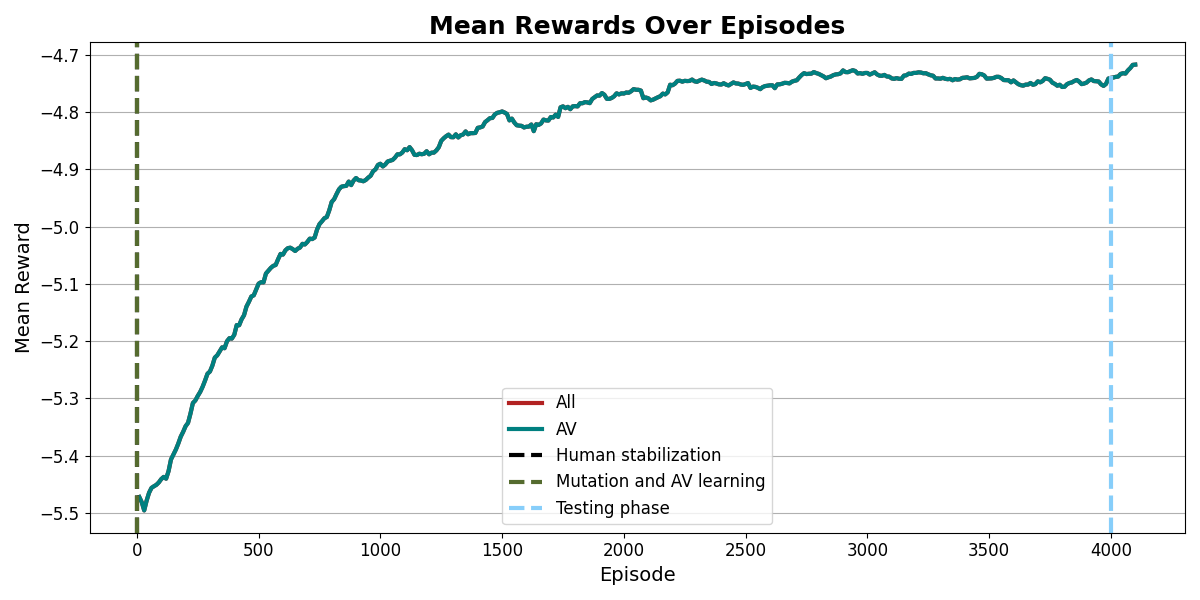 Mean Rewards Over Episodes
Mean Reward
−4.7
−4.8
−4.9
−5.0
−5.1
−5.2
−5.3
−5.4
−5.5
All
AV
Human stabilization
Mutation and AV learning
Testing phase
0 500 1000 1500 2000 2500 3000 3500 4000
Episode